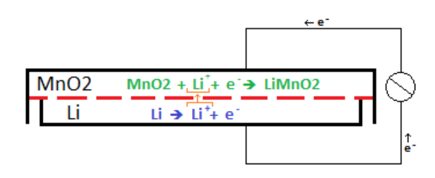 ← e⁻
MnO2 MnO2 + Li⁺ + e⁻ → LiMnO2
↑
Li Li → Li⁺ + e⁻
↑
e⁻